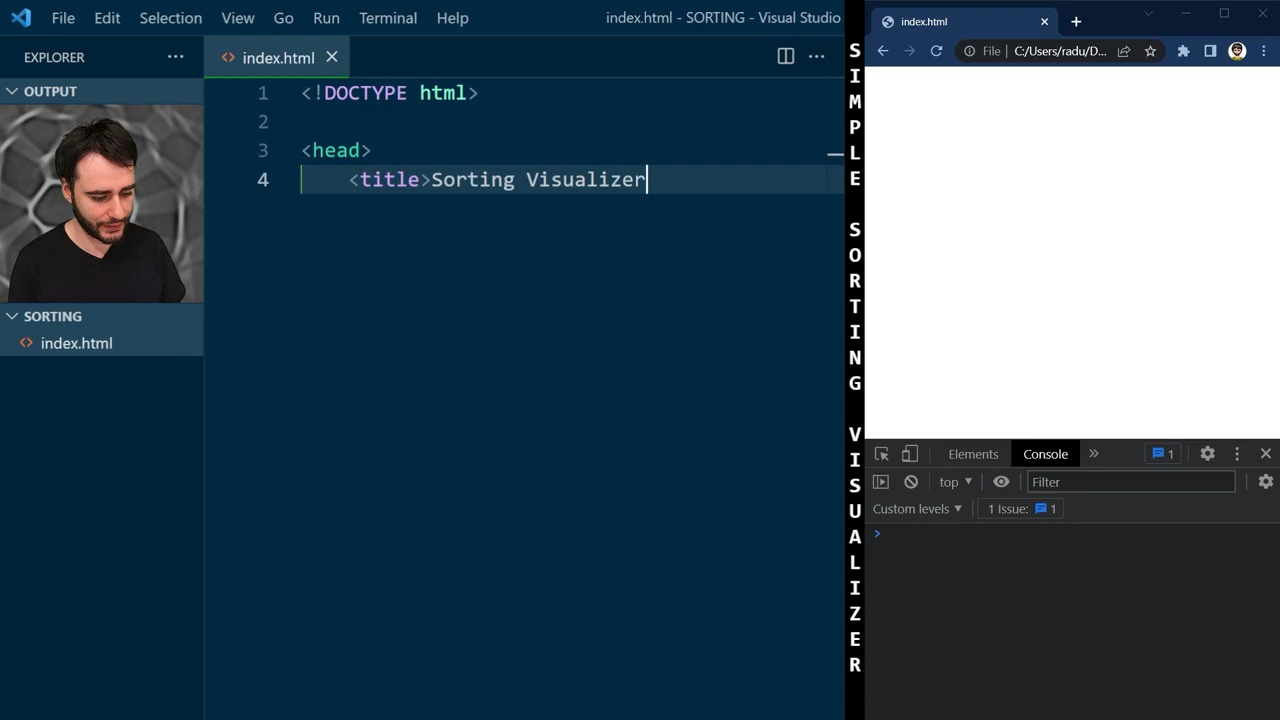 File Edit Selection View Go Run Terminal Help index.html - SORTING - Visual Studio
EXPLORER ···
OUTPUT
SORTING
index.html
index.html
1 <!DOCTYPE html>
2
3 <head>
4 <title>Sorting Visualizer
SIMPLE SORTING VISUALIZER
index.html
File C:/Users/radu/D...
Elements Console 1
top Filter
Custom levels 1 Issue: 1